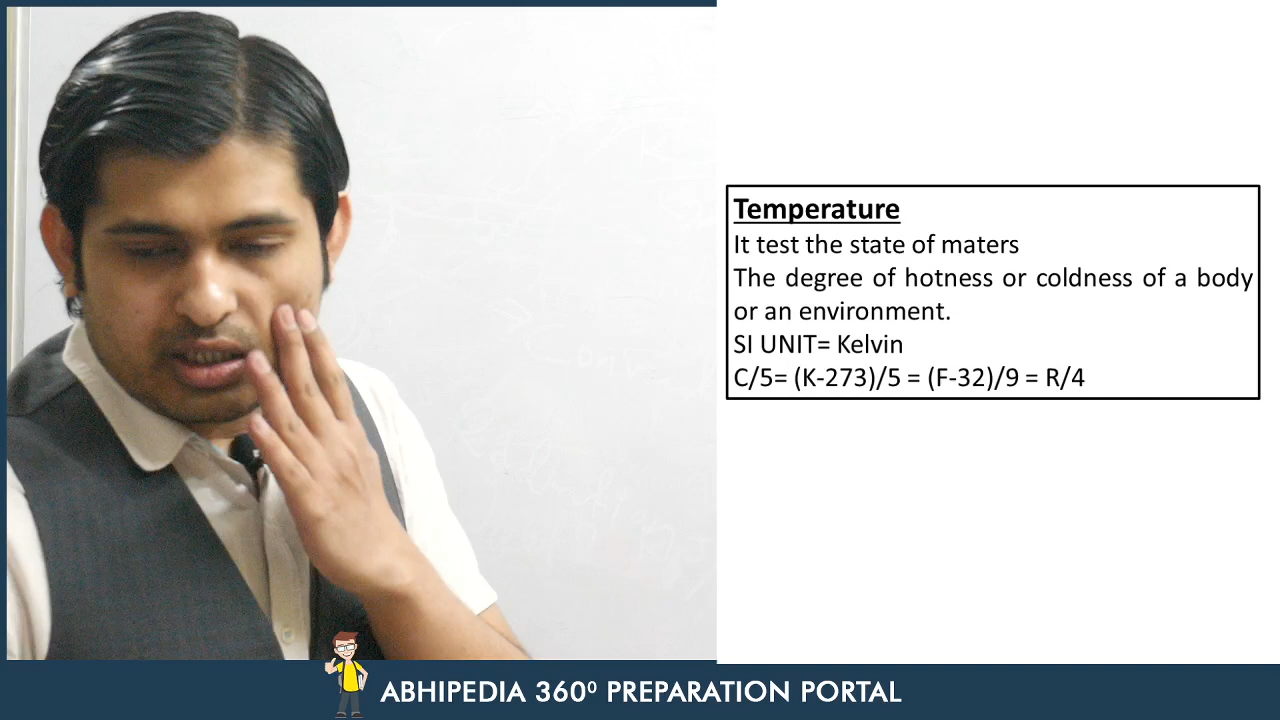 Temperature
It test the state of maters
The degree of hotness or coldness of a body
or an environment.
SI UNIT= Kelvin
C/5= (K-273)/5 = (F-32)/9 = R/4
ABHIPEDIA 360⁰ PREPARATION PORTAL